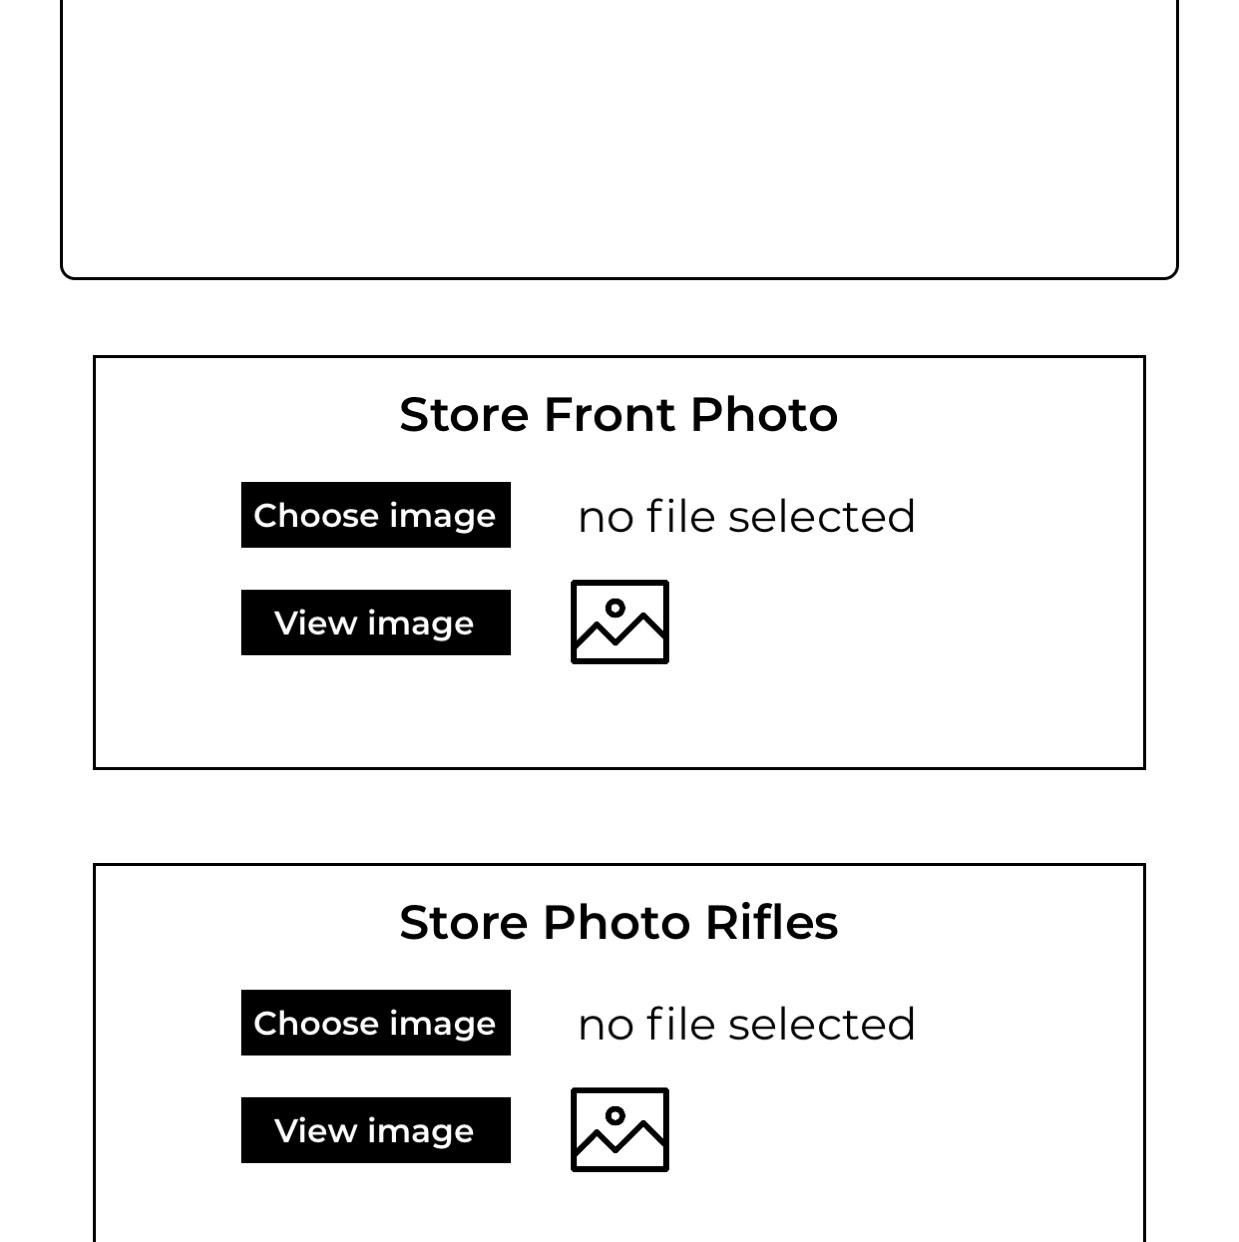 Store Front Photo
Choose image
no file selected
View image
Store Photo Rifles
Choose image
no file selected
View image